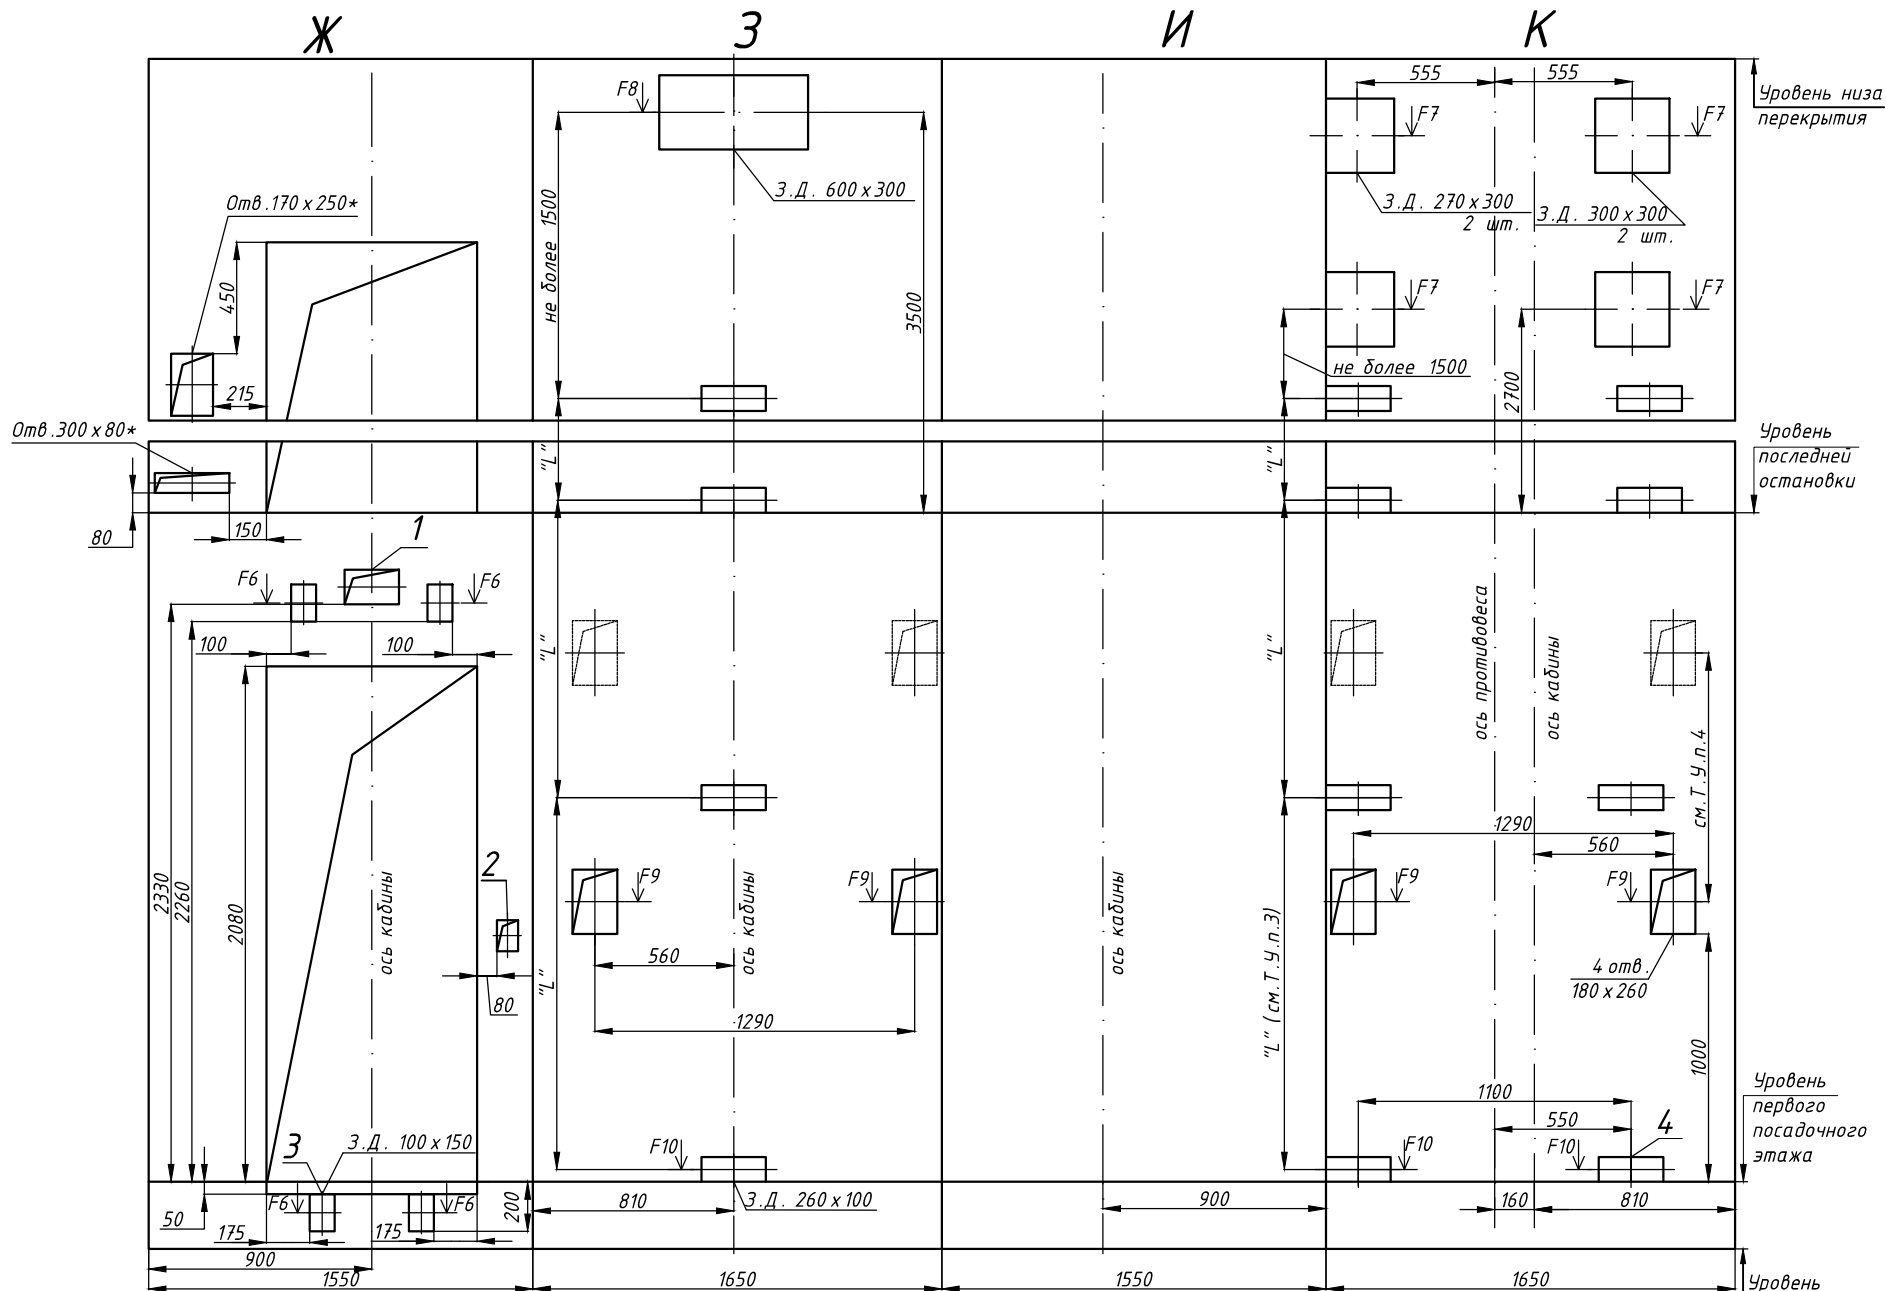 Ж
З
И
К
555
555
F8
F7
F7
Уровень низа
перекрытия
Отв.170 x 250*
З.Д. 600 x 300
З.Д. 270 x 300
2 шт.
З.Д. 300 x 300
2 шт.
не более 1500
450
3500
F7
F7
215
не более 1500
2700
Отв.300 x 80*
"L"
"L"
Уровень
последней
остановки
80
150
1
F6
F6
100
100
"L"
"L"
ось противовеса
ось кабины
см.Т.У.п.4
1290
560
2330
2260
2080
ось кабины
2
F9
F9
ось кабины
ось кабины
F9
F9
560
80
"L"
1290
"L" (см.Т.У.п.3)
4 отв.
180 x 260
1000
1100
550
4
Уровень
первого
посадочного
этажа
3
З.Д. 100 x 150
F10
F10
F10
50
F6
F6
200
810
З.Д. 260 x 100
900
160
810
175
175
900
1550
1650
1550
1650
Уровень